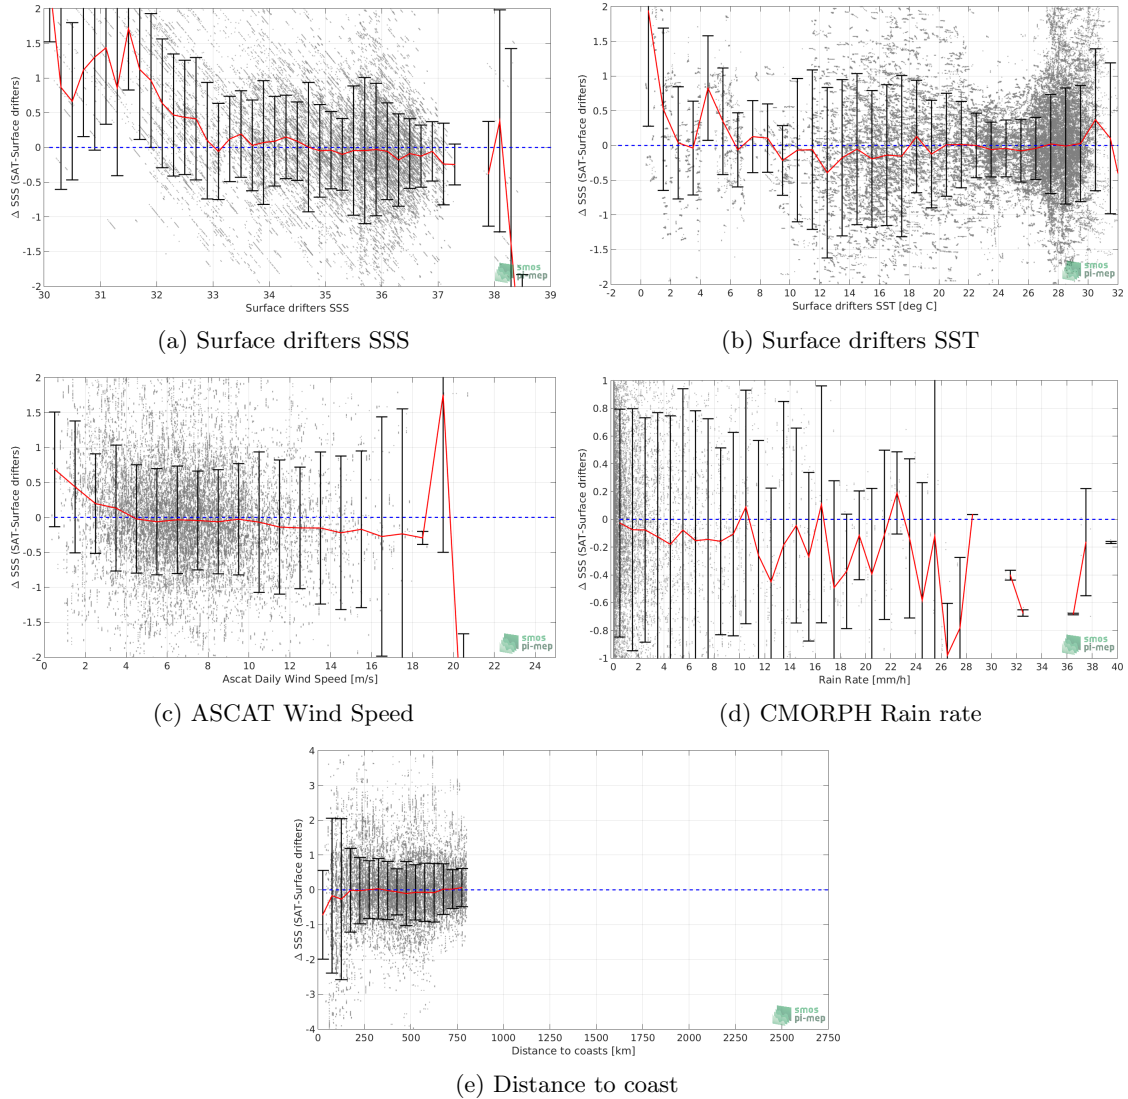 Δ SSS (SAT-Surface drifters)
2
1.5
1
0.5
0
-0.5
-1
-1.5
-2
30 31 32 33 34 35 36 37 38 39
Surface drifters SSS
smos
pi-mep
(a) Surface drifters SSS
Δ SSS (SAT-Surface drifters)
2
1.5
1
0.5
0
-0.5
-1
-1.5
-2
-2 0 2 4 6 8 10 12 14 16 18 20 22 24 26 28 30 32
Surface drifters SST [deg C]
smos
pi-mep
(b) Surface drifters SST
Δ SSS (SAT-Surface drifters)
2
1.5
1
0.5
0
-0.5
-1
-1.5
-2
0 2 4 6 8 10 12 14 16 18 20 22 24
Ascat Daily Wind Speed [m/s]
smos
pi-mep
(c) ASCAT Wind Speed
Δ SSS (SAT-Surface drifters)
1
0.8
0.6
0.4
0.2
0
-0.2
-0.4
-0.6
-0.8
-1
0 2 4 6 8 10 12 14 16 18 20 22 24 26 28 30 32 34 36 38 40
Rain Rate [mm/h]
smos
pi-mep
(d) CMORPH Rain rate
Δ SSS (SAT-Surface drifters)
4
3
2
1
0
-1
-2
-3
-4
0 250 500 750 1000 1250 1500 1750 2000 2250 2500 2750
Distance to coasts [km]
smos
pi-mep
(e) Distance to coast